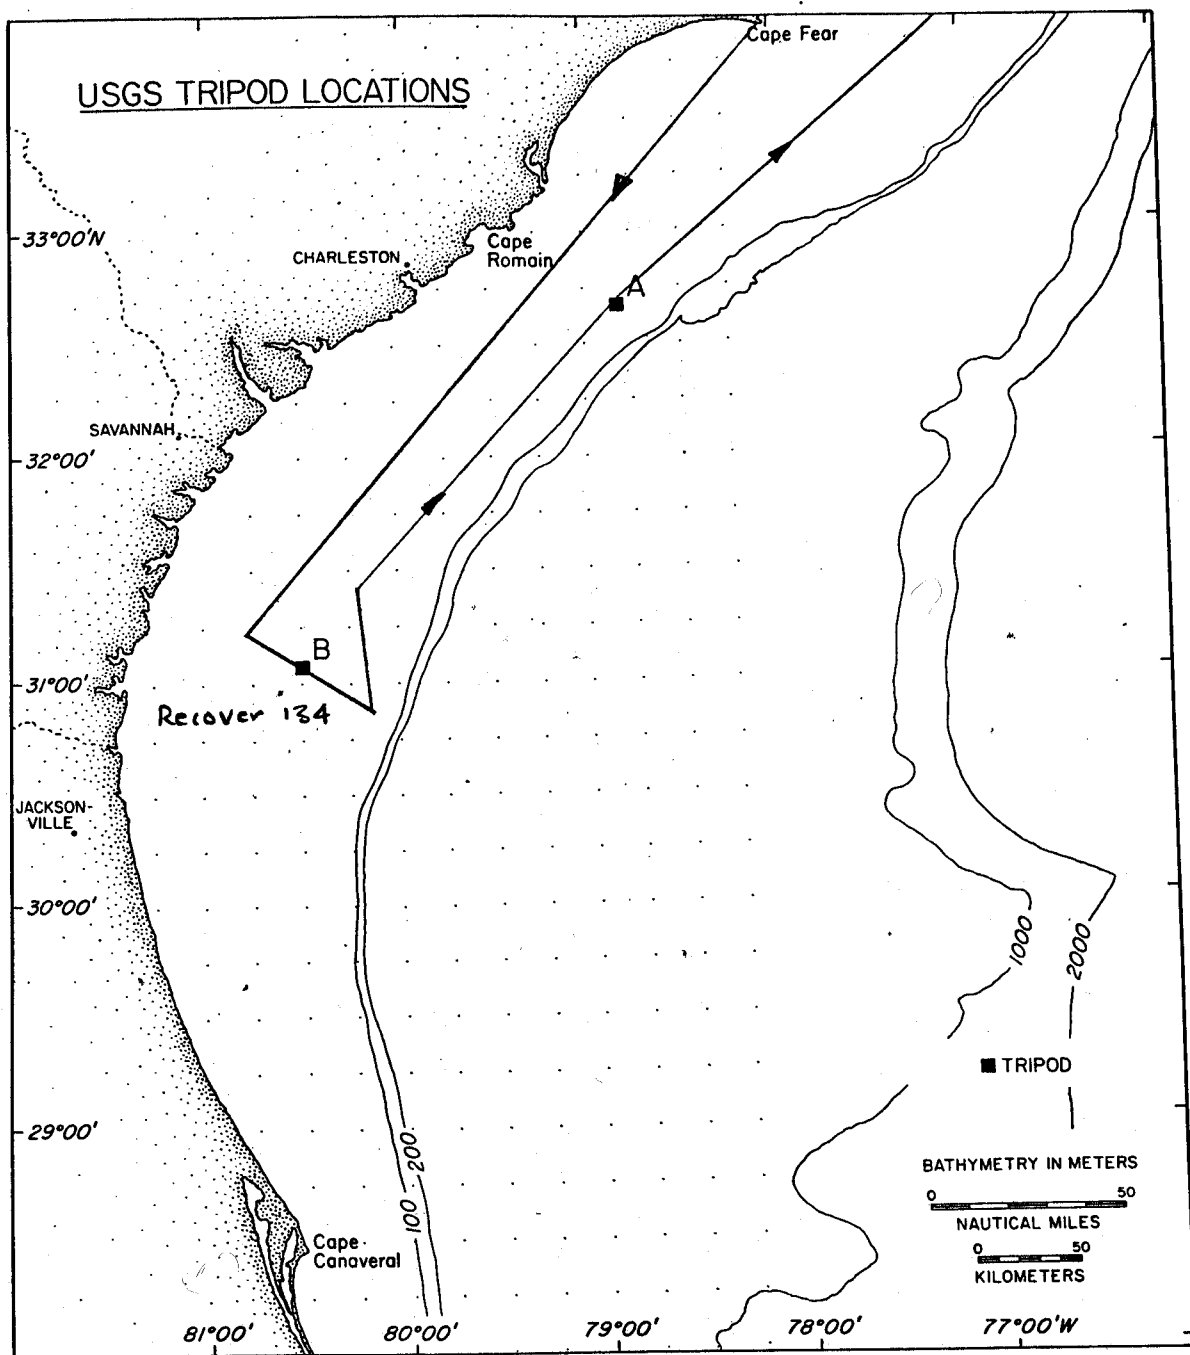 Cape Fear
USGS TRIPOD LOCATIONS
33°00'N
Cape
Romain
CHARLESTON
A
SAVANNAH
32°00'
B
31°00'
Recover 134
JACKSON-
VILLE
30°00'
1000
2000
TRIPOD
29°00'
200
100
BATHYMETRY IN METERS
0 50
NAUTICAL MILES
0 50
KILOMETERS
Cape
Canaveral
81°00' 80°00' 79°00' 78°00' 77°00'W